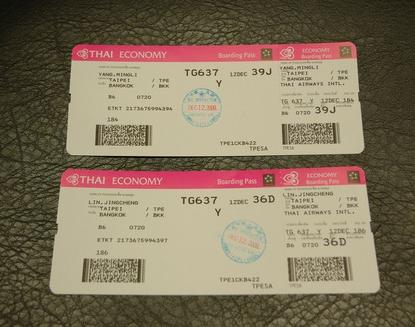 THAI ECONOMY
Boarding Pass
ECONOMY
Boarding Pass
YANG.MINGLI
TG637
12DEC 39J
YANG.MINGLI
TAIPEI / TPE
Y
TAIPEI / TPE
BANGKOK / BKK
BANGKOK / BKK
THAI AIRWAYS INTL.
B6 0720
TG 637 Y 12DEC 184
ETKT 2173675994394
B6 0720 39J
184
TPE1CKB422
TPESA
TPESA
THAI ECONOMY
Boarding Pass
ECONOMY
Boarding Pass
LIN.JINGCHENG
TG637
12DEC 36D
LIN.JINGCHENG
TAIPEI / TPE
Y
TAIPEI / TPE
BANGKOK / BKK
BANGKOK / BKK
THAI AIRWAYS INTL.
B6 0720
TG 637 Y 12DEC 186
ETKT 2173675994397
B6 0720 36D
186
TPE1CKB422
TPESA
TPESA